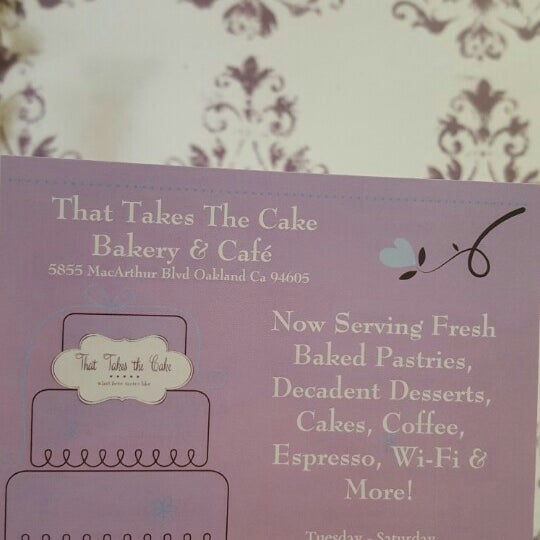 That Takes The Cake
Bakery & Café
5855 MacArthur Blvd Oakland Ca 94605
That Takes the Cake
Now Serving Fresh
Baked Pastries,
Decadent Desserts,
Cakes, Coffee,
Espresso, Wi-Fi &
More!
Tuesday - Saturday